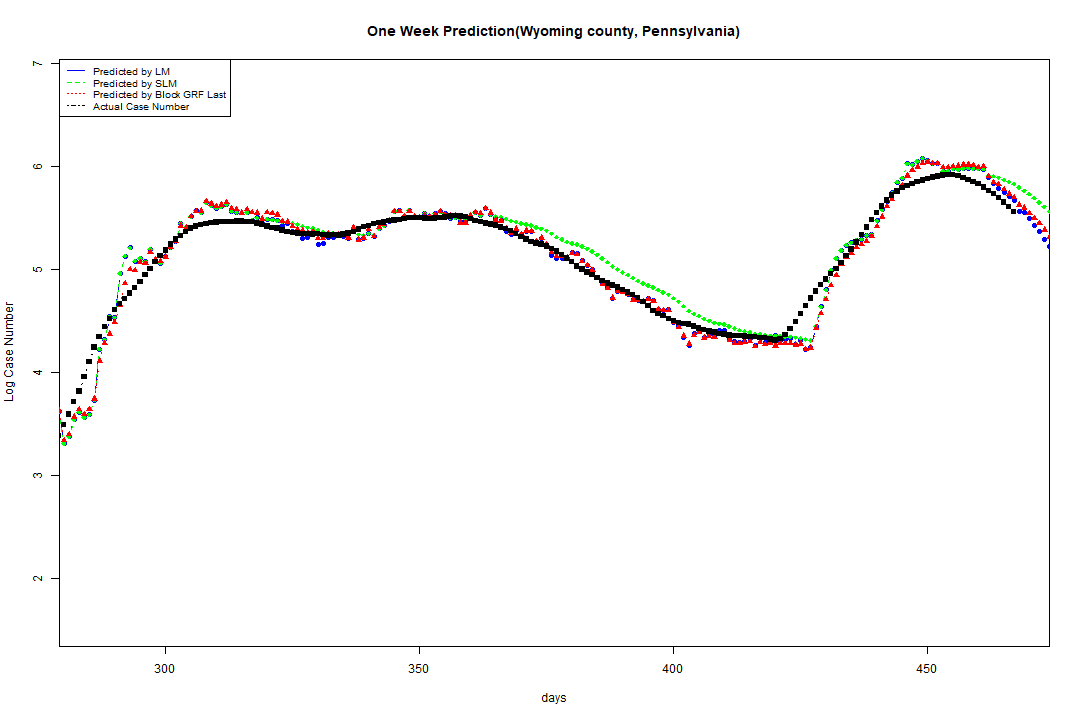 One Week Prediction(Wyoming county, Pennsylvania)
Predicted by LM
Predicted by SLM
Predicted by Block GRF Last
Actual Case Number
7
6
5
4
3
2
Log Case Number
300 350 400 450
days